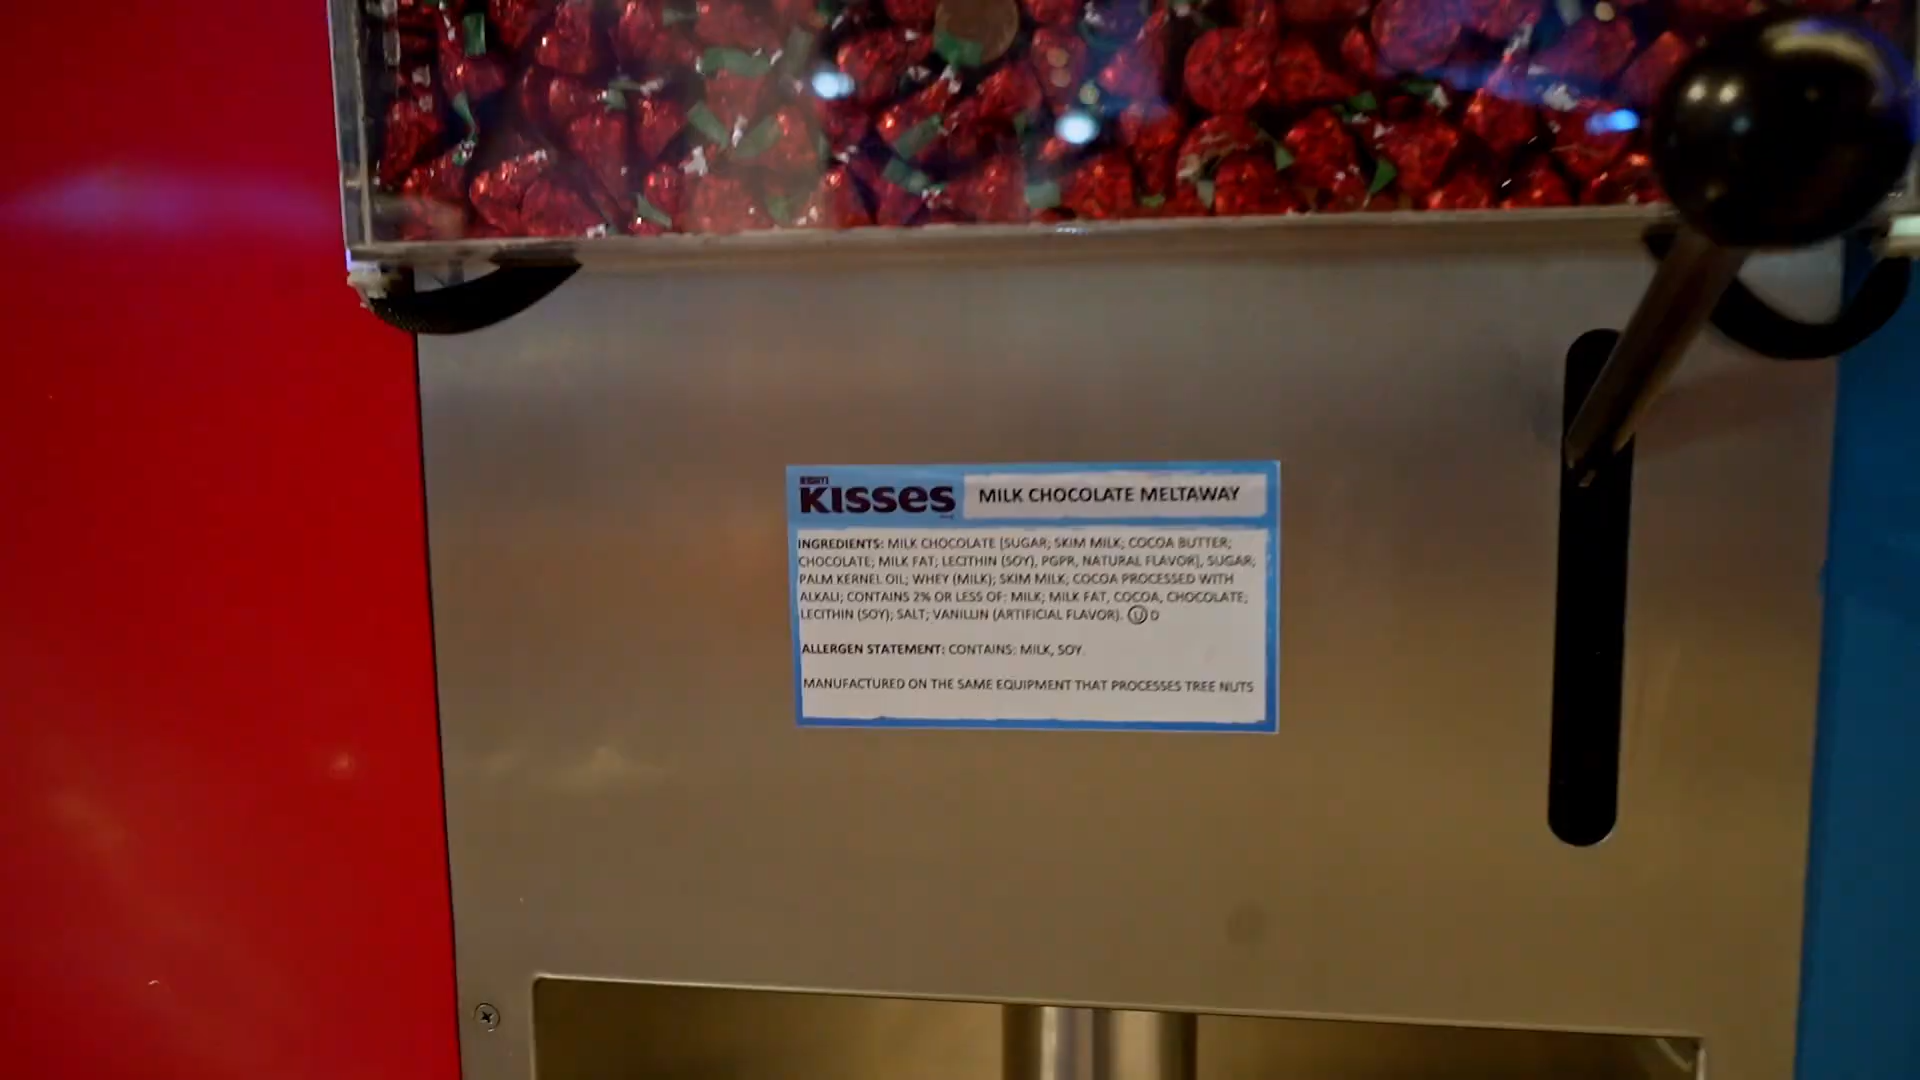 HERSHEY'S
KISSES
MILK CHOCOLATE MELTAWAY
INGREDIENTS: MILK CHOCOLATE [SUGAR; SKIM MILK; COCOA BUTTER;
CHOCOLATE; MILK FAT; LECITHIN (SOY), PGPR, NATURAL FLAVOR], SUGAR;
PALM KERNEL OIL; WHEY (MILK); SKIM MILK, COCOA PROCESSED WITH
ALKALI; CONTAINS 2% OR LESS OF: MILK; MILK FAT, COCOA, CHOCOLATE;
LECITHIN (SOY); SALT; VANILLIN (ARTIFICIAL FLAVOR). Ⓤ D
ALLERGEN STATEMENT: CONTAINS: MILK, SOY.
MANUFACTURED ON THE SAME EQUIPMENT THAT PROCESSES TREE NUTS